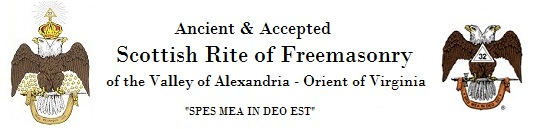 Ancient & Accepted
Scottish Rite of Freemasonry
of the Valley of Alexandria - Orient of Virginia
"SPES MEA IN DEO EST"
32